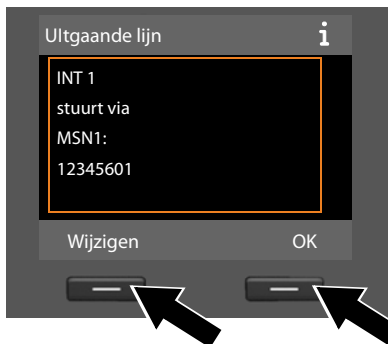 UItgaande lijn i
INT 1
stuurt via
MSN1:
12345601
Wijzigen OK